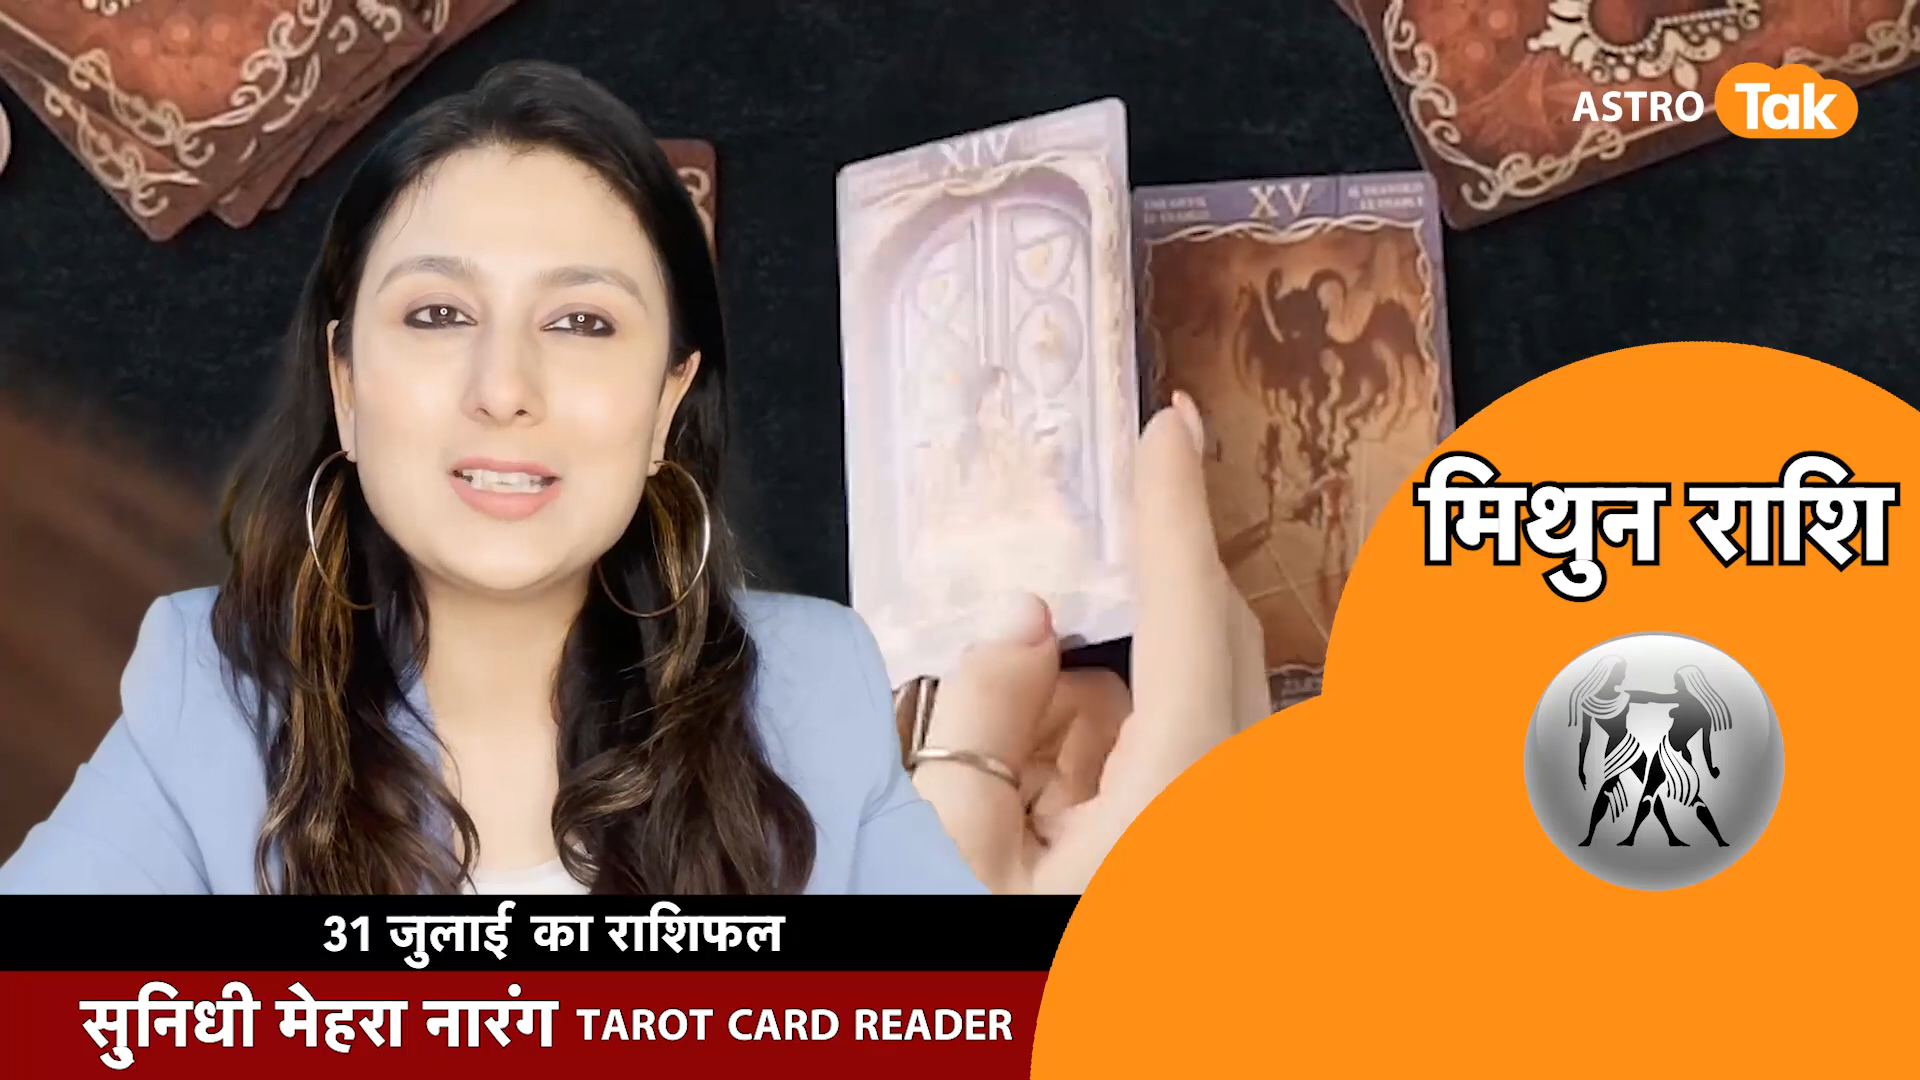 ASTRO Tak
XIV
XV
मिथुन राशि
31 जुलाई का राशिफल
सुनिधी मेहरा नारंग TAROT CARD READER